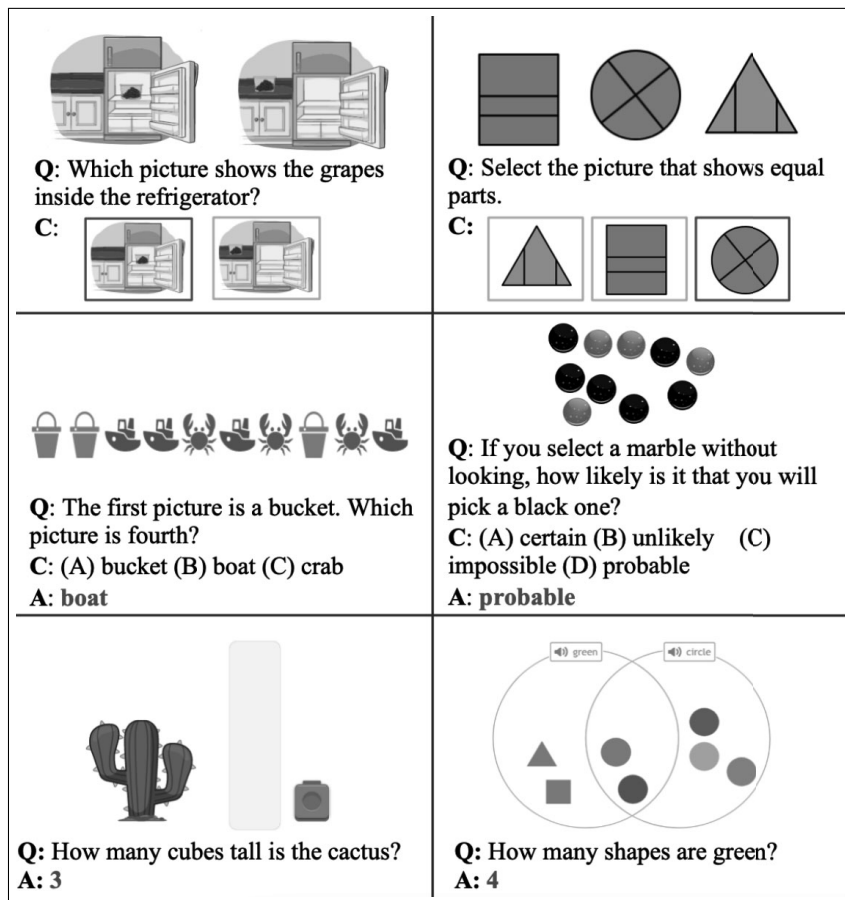 Q: Which picture shows the grapes
inside the refrigerator?
C:
Q: Select the picture that shows equal
parts.
C:
Q: The first picture is a bucket. Which
picture is fourth?
C: (A) bucket (B) boat (C) crab
A: boat
Q: If you select a marble without
looking, how likely is it that you will
pick a black one?
C: (A) certain (B) unlikely (C)
impossible (D) probable
A: probable
Q: How many cubes tall is the cactus?
A: 3
green
circle
Q: How many shapes are green?
A: 4